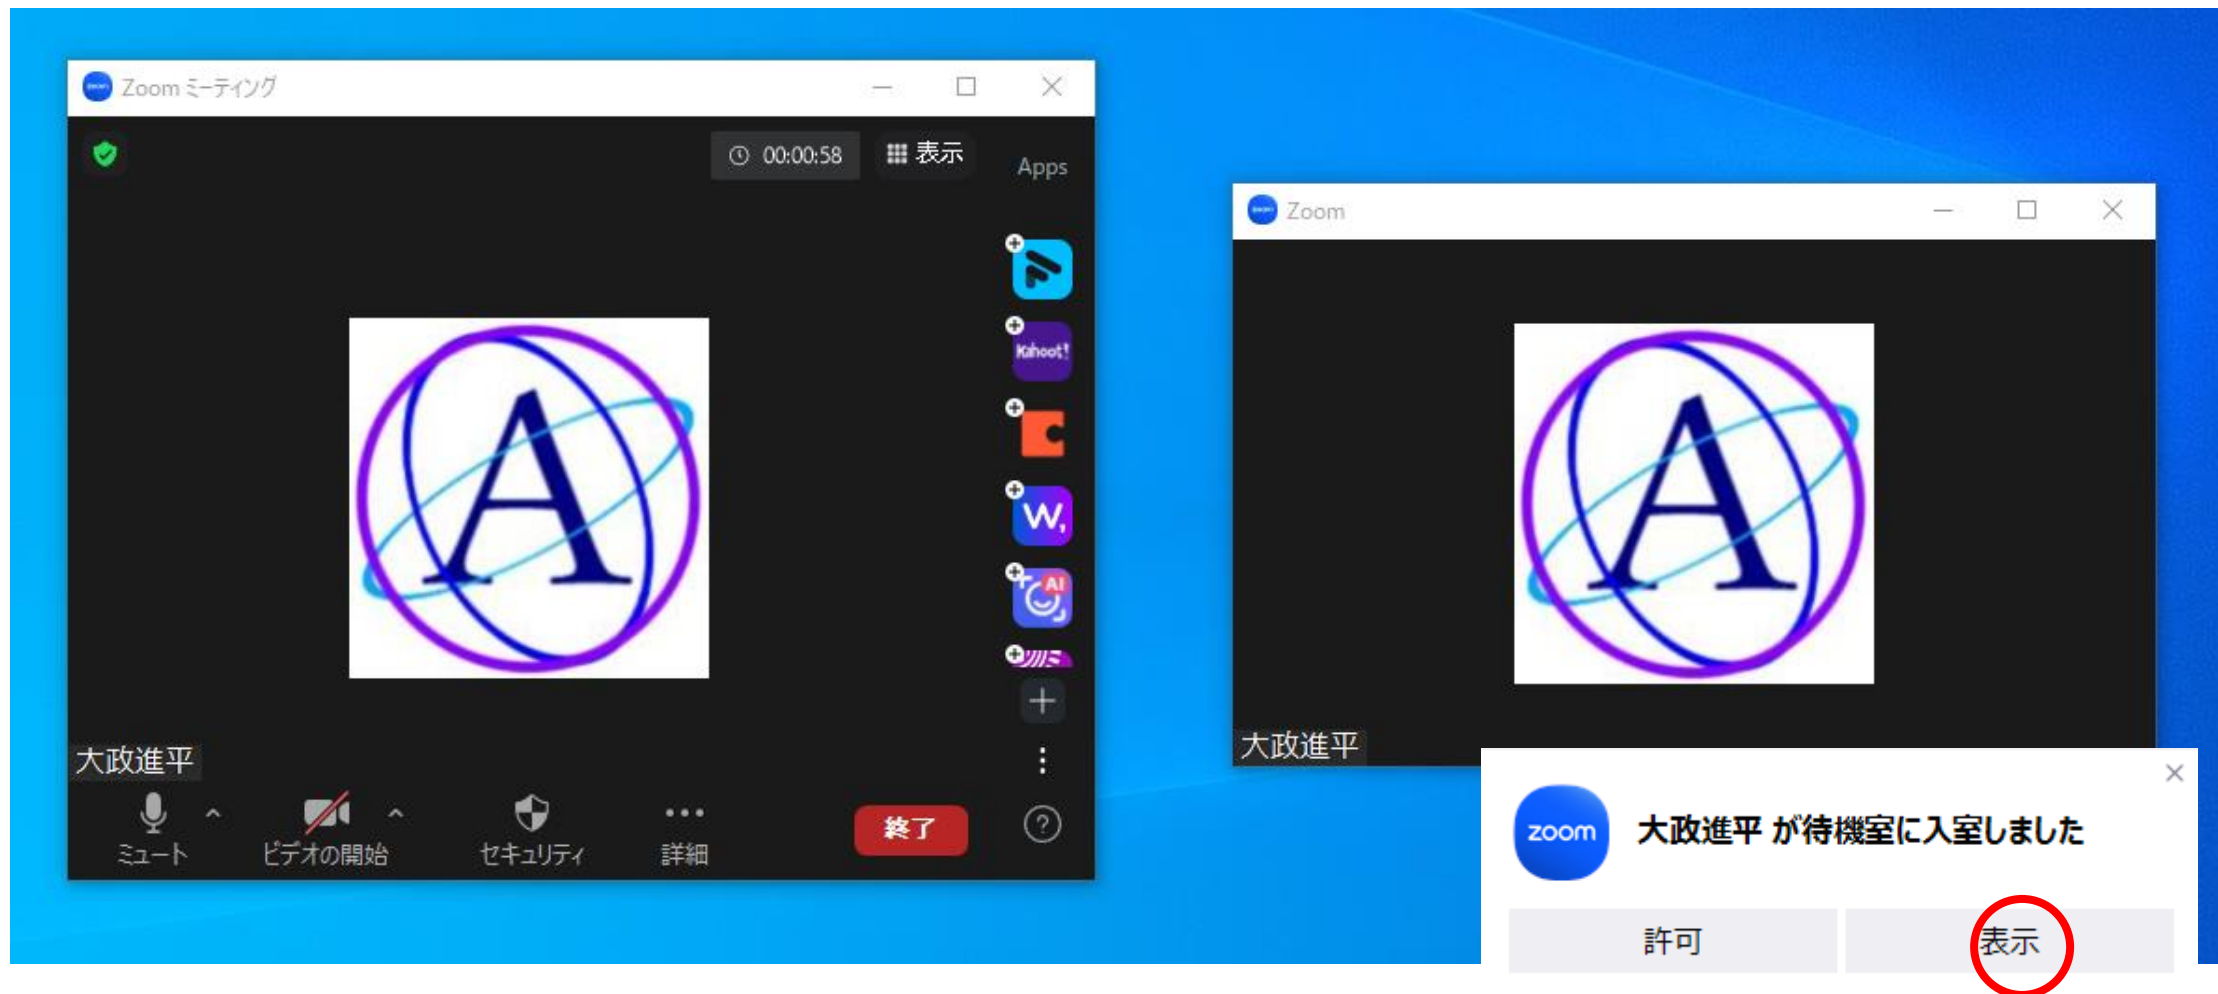 Zoom ミーティング
00:00:58
表示
Apps
Kahoot!
W,
AI
A
大政進平
ミュート
ビデオの開始
セキュリティ
詳細
終了
Zoom
A
大政進平
zoom
大政進平 が待機室に入室しました
許可
表示